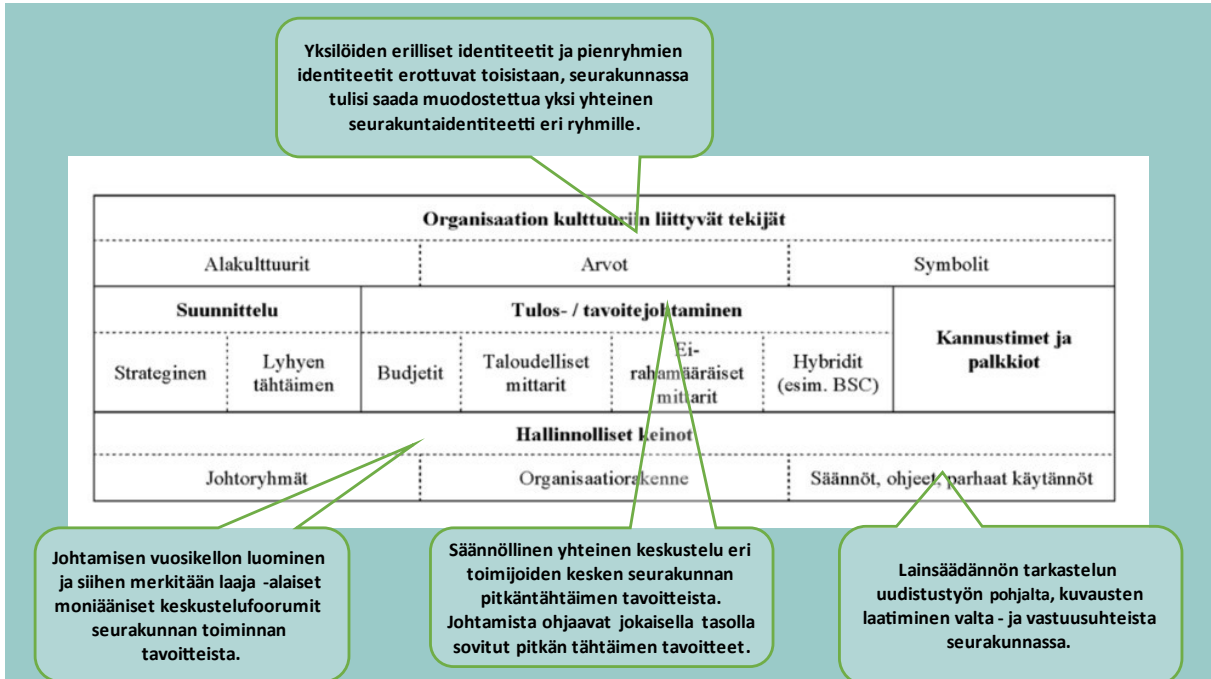 Yksilöiden erilliset identiteetit ja pienryhmien
identiteetit erottuvat toisistaan, seurakunnassa
tulisi saada muodostettua yksi yhteinen
seurakuntaidentiteetti eri ryhmille.
Organisaation kulttuuriin liittyvät tekijät
Alakulttuurit
Arvot
Symbolit
Suunnittelu
Tulos- / tavoitejohtaminen
Kannustimet ja
palkkiot
Strateginen
Lyhyen
tähtäimen
Budjetit
Taloudelliset
mittarit
Ei-
rahamääräiset
mittarit
Hybridit
(esim. BSC)
Hallinnolliset keinot
Johtoryhmät
Organisaatiorakenne
Säännöt, ohjeet, parhaat käytännöt
Johtamisen vuosikellon luominen
ja siihen merkitään laaja -alaiset
moniääniset keskustelufoorumit
seurakunnan toiminnan
tavoitteista.
Säännöllinen yhteinen keskustelu eri
toimijoiden kesken seurakunnan
pitkäntähtäimen tavoitteista.
Johtamista ohjaavat jokaisella tasolla
sovitut pitkän tähtäimen tavoitteet.
Lainsäädännön tarkastelun
uudistustyön pohjalta, kuvausten
laatiminen valta - ja vastuusuhteista
seurakunnassa.